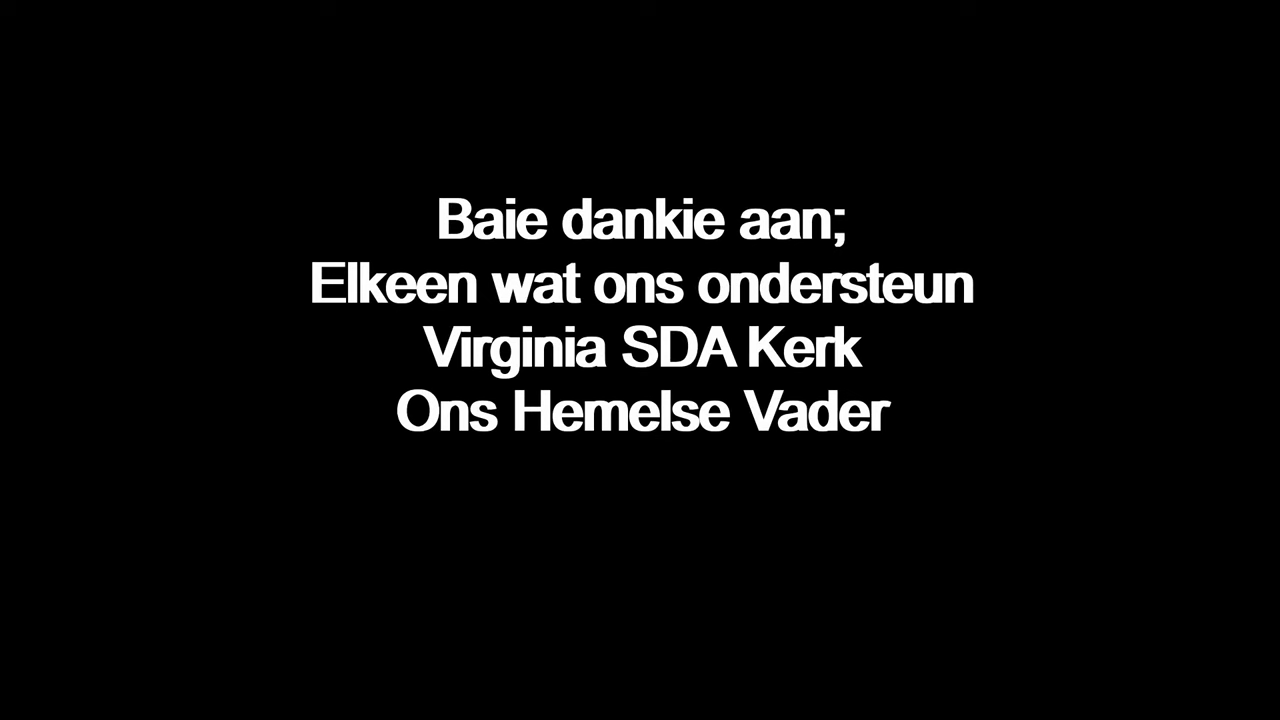 Baie dankie aan;
Elkeen wat ons ondersteun
Virginia SDA Kerk
Ons Hemelse Vader